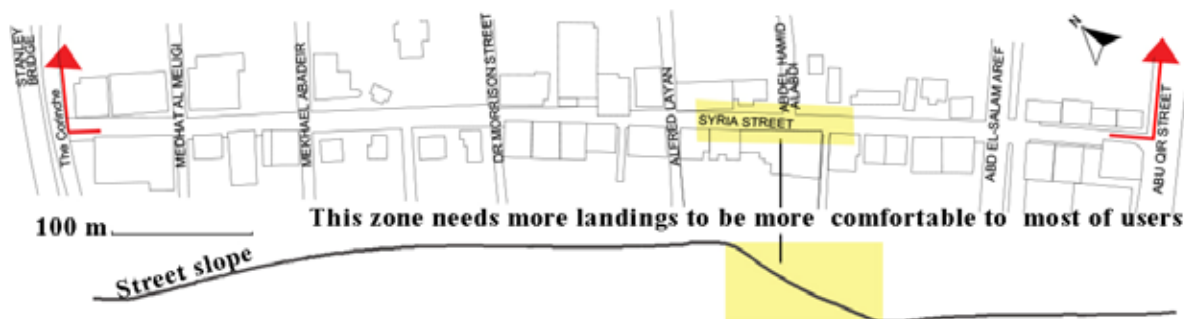 STANLEY
BRIDGE
The Corinche
MEDHAT AL MELIGI
MEKHAEL ABADEIR
DR MORRISON STREET
ALFRED LAYAN
ABDEL HAMIID
ALABDI
ABD EL-SALAM AREF
ABU QIR STREET
N
SYRIA STREET
This zone needs more landings to be more comfortable to most of users
100 m
Street slope